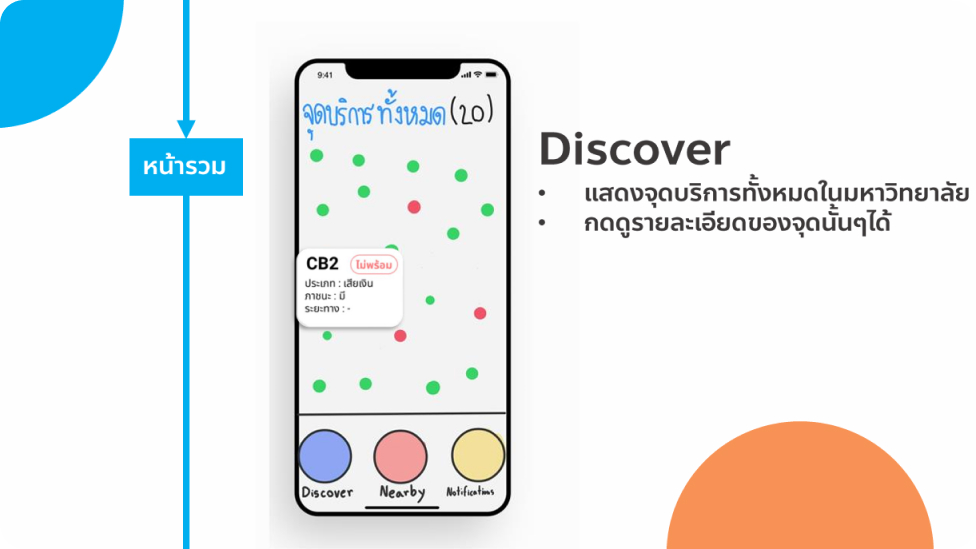 หน้ารวม
9:41
จุดบริการทั้งหมด (20)
CB2 ไม่พร้อม
ประเภท : เสียเงิน
ภาชนะ : มี
ระยะทาง : -
Discover Nearby Notifications
Discover
• แสดงจุดบริการทั้งหมดในมหาวิทยาลัย
• กดดูรายละเอียดของจุดนั้นๆได้